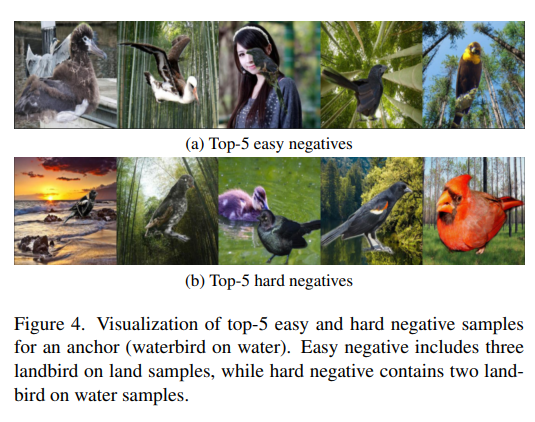 (a) Top-5 easy negatives
(b) Top-5 hard negatives
Figure 4. Visualization of top-5 easy and hard negative samples
for an anchor (waterbird on water). Easy negative includes three
landbird on land samples, while hard negative contains two land-
bird on water samples.